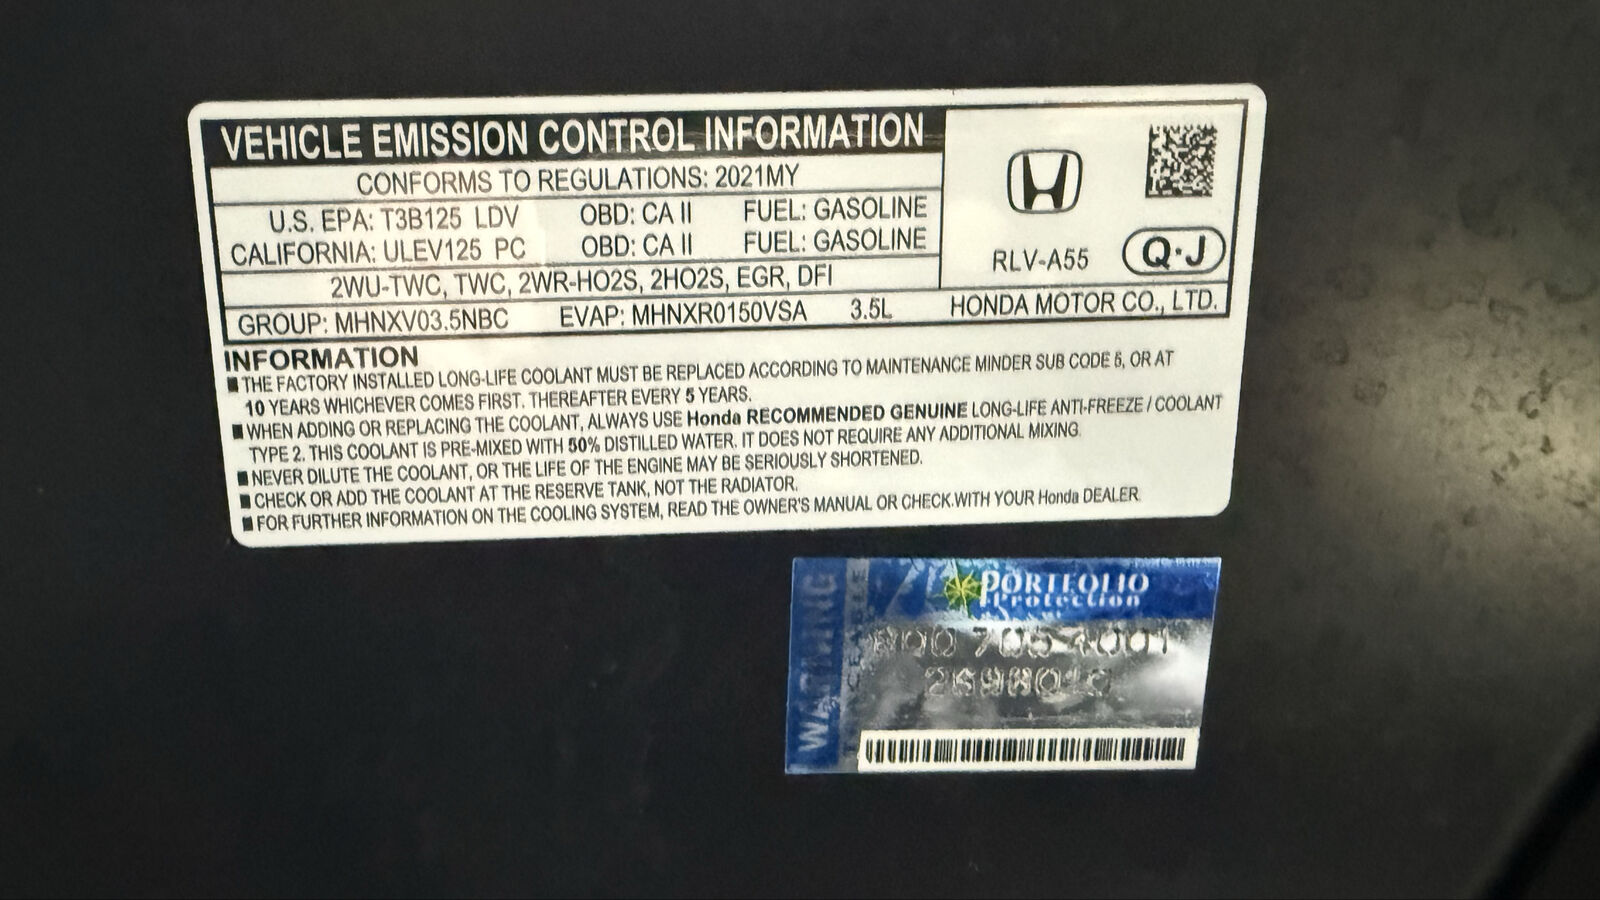 VEHICLE EMISSION CONTROL INFORMATION
CONFORMS TO REGULATIONS: 2021MY
U.S. EPA: T3B125 LDV OBD: CA II FUEL: GASOLINE
CALIFORNIA: ULEV125 PC OBD: CA II FUEL: GASOLINE
2WU-TWC, TWC, 2WR-HO2S, 2HO2S, EGR, DFI
RLV-A55 Q·J
GROUP: MHNXV03.5NBC EVAP: MHNXR0150VSA 3.5L HONDA MOTOR CO., LTD.
INFORMATION
■ THE FACTORY INSTALLED LONG-LIFE COOLANT MUST BE REPLACED ACCORDING TO MAINTENANCE MINDER SUB CODE 5, OR AT
10 YEARS WHICHEVER COMES FIRST. THEREAFTER EVERY 5 YEARS.
■ WHEN ADDING OR REPLACING THE COOLANT, ALWAYS USE Honda RECOMMENDED GENUINE LONG-LIFE ANTI-FREEZE / COOLANT
TYPE 2. THIS COOLANT IS PRE-MIXED WITH 50% DISTILLED WATER. IT DOES NOT REQUIRE ANY ADDITIONAL MIXING.
■ NEVER DILUTE THE COOLANT, OR THE LIFE OF THE ENGINE MAY BE SERIOUSLY SHORTENED.
■ CHECK OR ADD THE COOLANT AT THE RESERVE TANK, NOT THE RADIATOR.
■ FOR FURTHER INFORMATION ON THE COOLING SYSTEM, READ THE OWNER'S MANUAL OR CHECK WITH YOUR Honda DEALER.
WARNING
PORTFOLIO
Protection